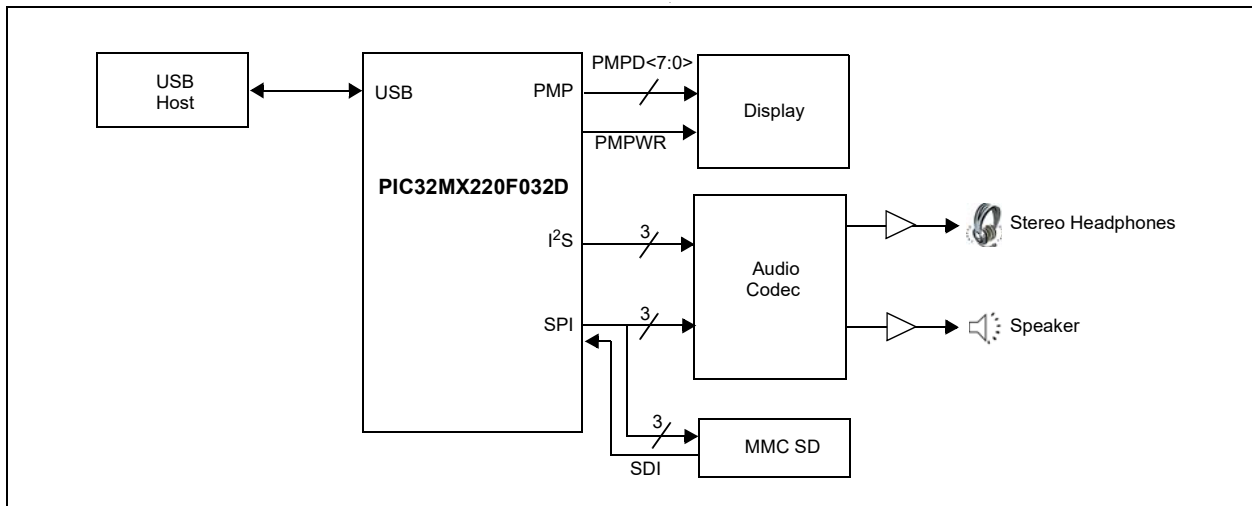 USB
Host
USB
PMP
PMPD<7:0>
PMPWR
Display
PIC32MX220F032D
I²S
3
Audio
Codec
Stereo Headphones
SPI
3
Speaker
3
SDI
MMC SD